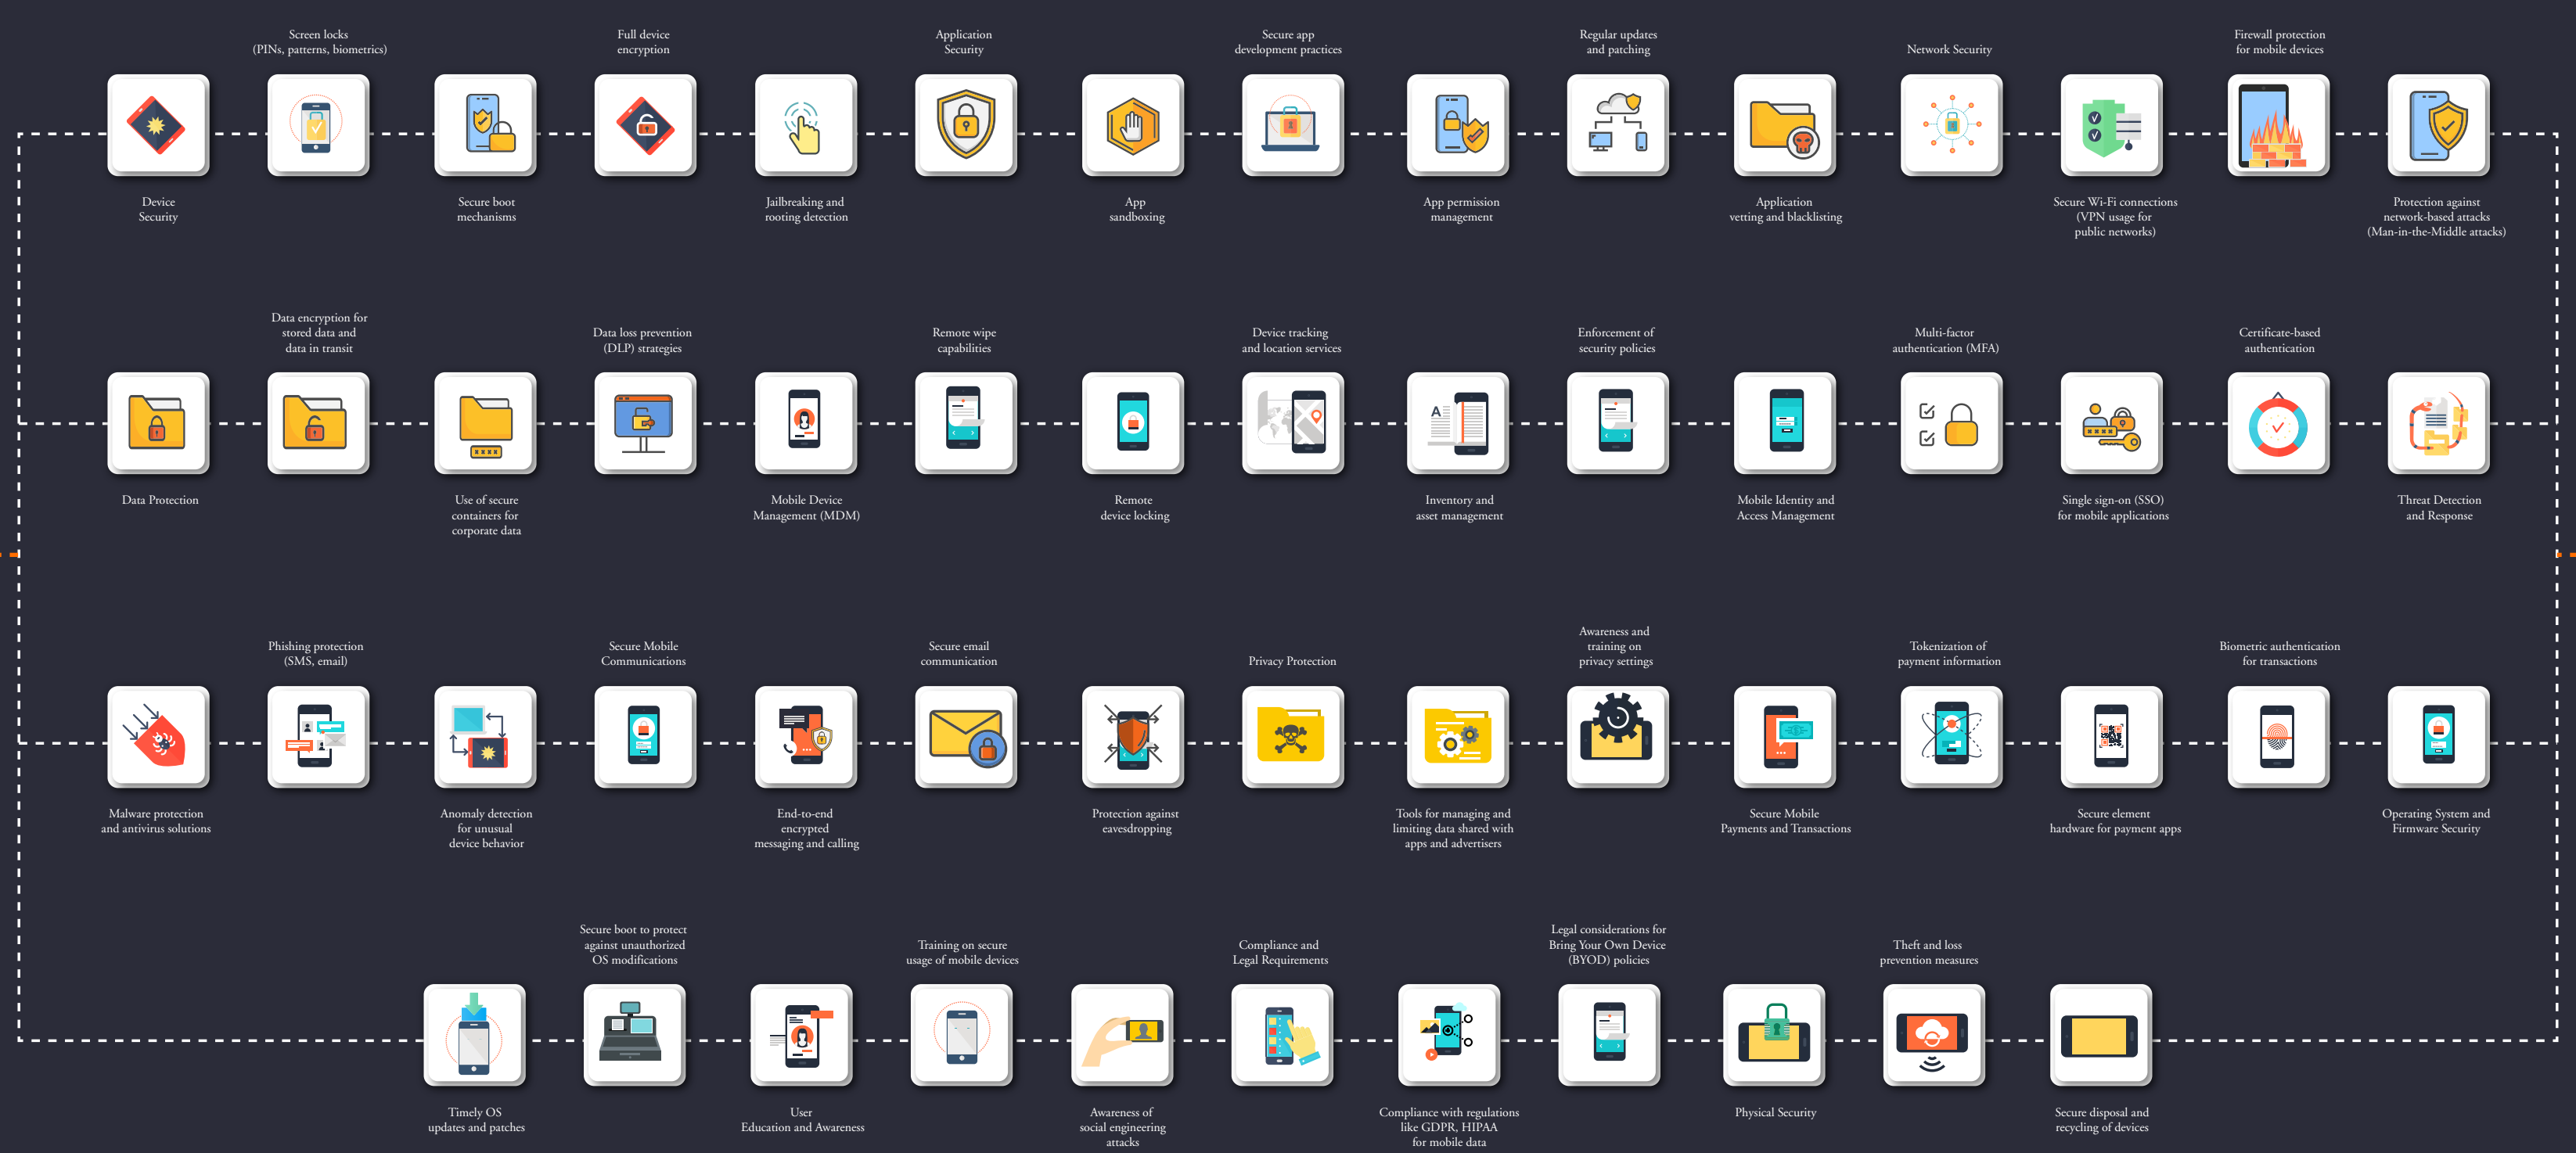 Screen locks
(PINs, patterns, biometrics)
Full device
encryption
Application
Security
Secure app
development practices
Regular updates
and patching
Network Security
Firewall protection
for mobile devices
Device
Security
Secure boot
mechanisms
Jailbreaking and
rooting detection
App
sandboxing
App permission
management
Application
vetting and blacklisting
Secure Wi-Fi connections
(VPN usage for
public networks)
Protection against
network-based attacks
(Man-in-the-Middle attacks)
Data encryption for
stored data and
data in transit
Data loss prevention
(DLP) strategies
Remote wipe
capabilities
Device tracking
and location services
Enforcement of
security policies
Multi-factor
authentication (MFA)
Certificate-based
authentication
A
Data Protection
Use of secure
containers for
corporate data
Mobile Device
Management (MDM)
Remote
device locking
Inventory and
asset management
Mobile Identity and
Access Management
Single sign-on (SSO)
for mobile applications
Threat Detection
and Response
Phishing protection
(SMS, email)
Secure Mobile
Communications
Secure email
communication
Privacy Protection
Awareness and
training on
privacy settings
Tokenization of
payment information
Biometric authentication
for transactions
Malware protection
and antivirus solutions
Anomaly detection
for unusual
device behavior
End-to-end
encrypted
messaging and calling
Protection against
eavesdropping
Tools for managing and
limiting data shared with
apps and advertisers
Secure Mobile
Payments and Transactions
Secure element
hardware for payment apps
Operating System and
Firmware Security
Secure boot to protect
against unauthorized
OS modifications
Training on secure
usage of mobile devices
Compliance and
Legal Requirements
Legal considerations for
Bring Your Own Device
(BYOD) policies
Theft and loss
prevention measures
Timely OS
updates and patches
User
Education and Awareness
Awareness of
social engineering
attacks
Compliance with regulations
like GDPR, HIPAA
for mobile data
Physical Security
Secure disposal and
recycling of devices